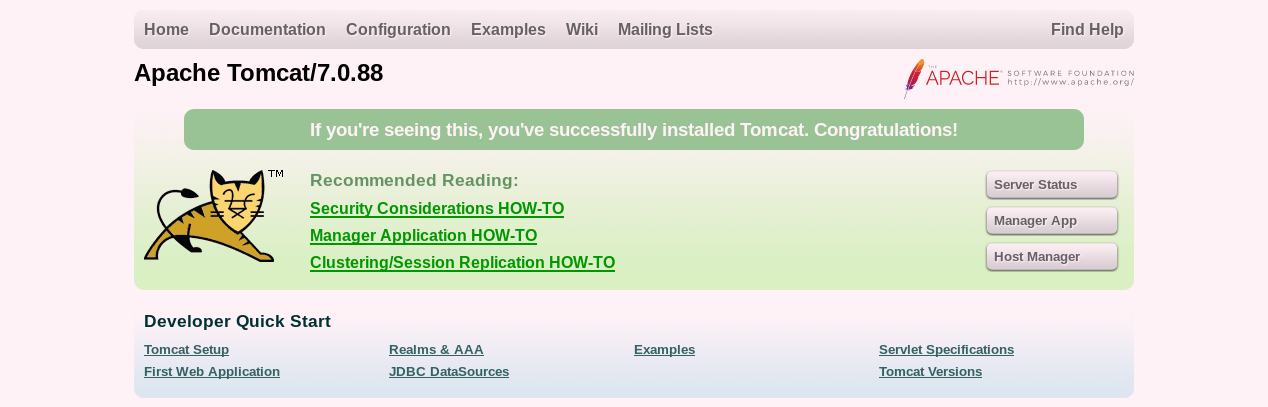 Home Documentation Configuration Examples Wiki Mailing Lists Find Help
Apache Tomcat/7.0.88
THE APACHE SOFTWARE FOUNDATION
http://www.apache.org/
If you're seeing this, you've successfully installed Tomcat. Congratulations!
TM
Recommended Reading:
Security Considerations HOW-TO
Manager Application HOW-TO
Clustering/Session Replication HOW-TO
Server Status
Manager App
Host Manager
Developer Quick Start
Tomcat Setup Realms & AAA Examples Servlet Specifications
First Web Application JDBC DataSources Tomcat Versions